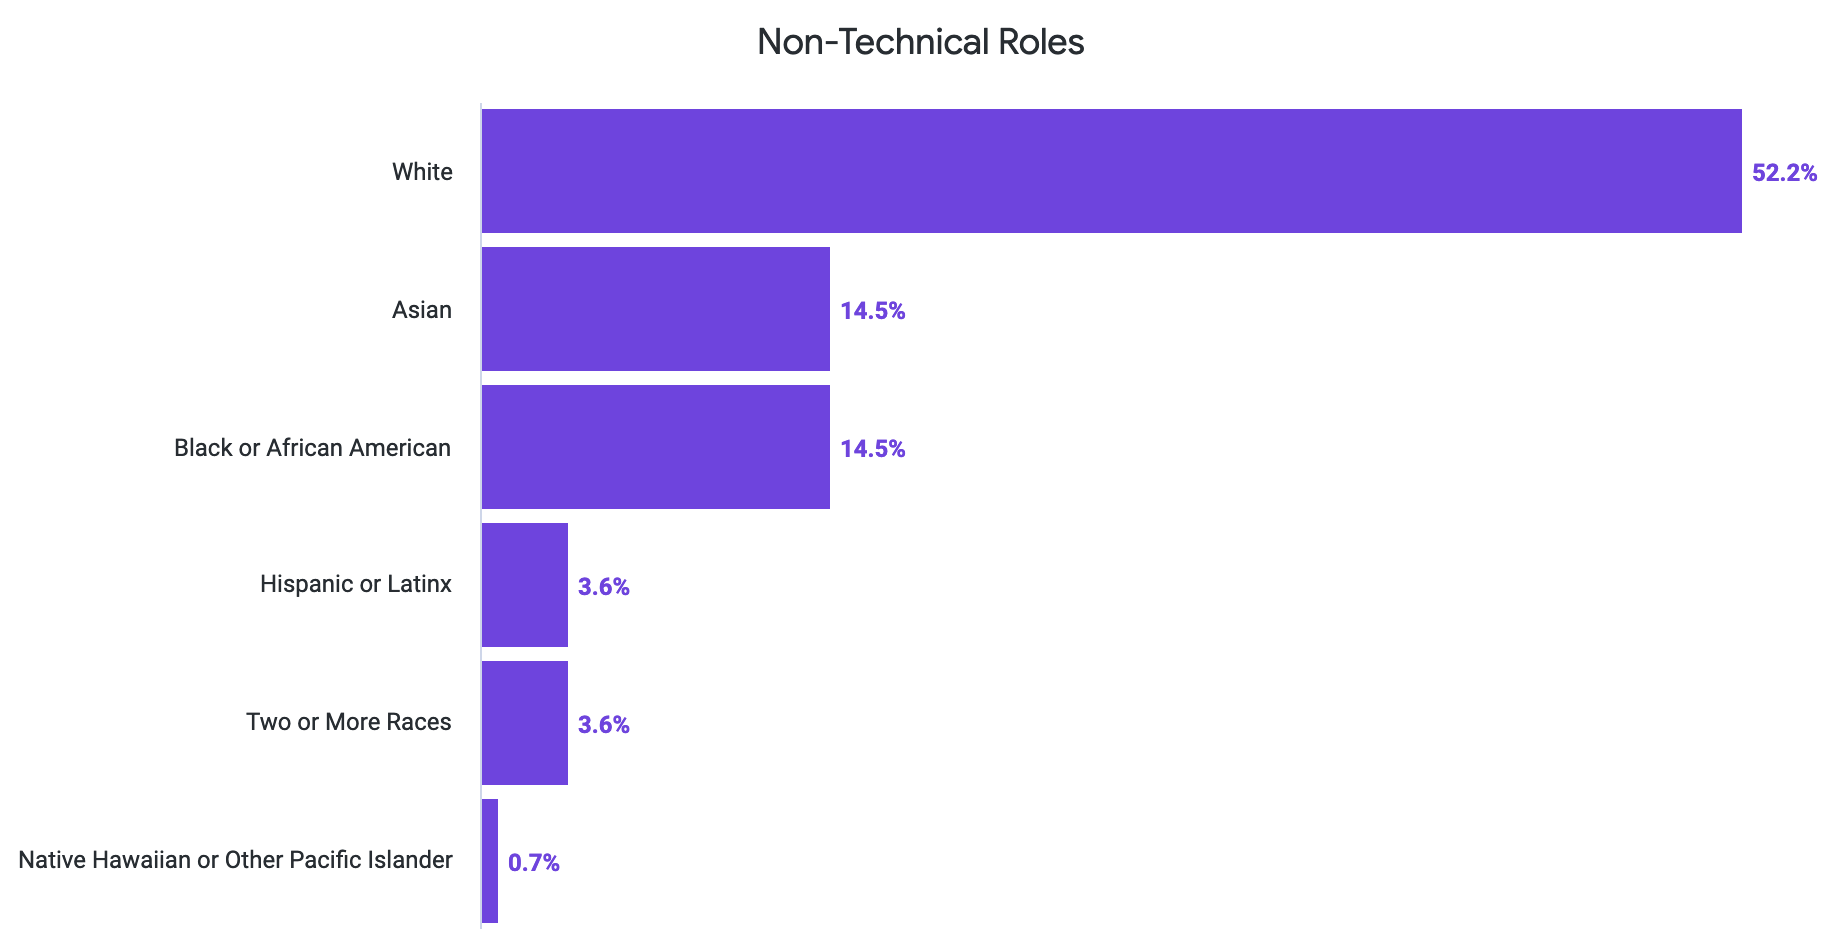 Non-Technical Roles
White
52.2%
Asian
14.5%
Black or African American
14.5%
Hispanic or Latinx
3.6%
Two or More Races
3.6%
Native Hawaiian or Other Pacific Islander
0.7%